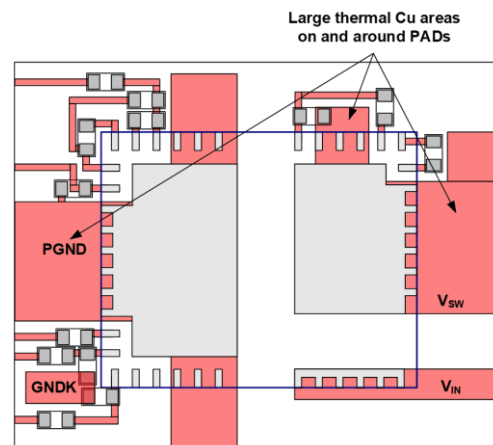 Large thermal Cu areas
on and around PADs
PGND
VSW
GNDK
VIN